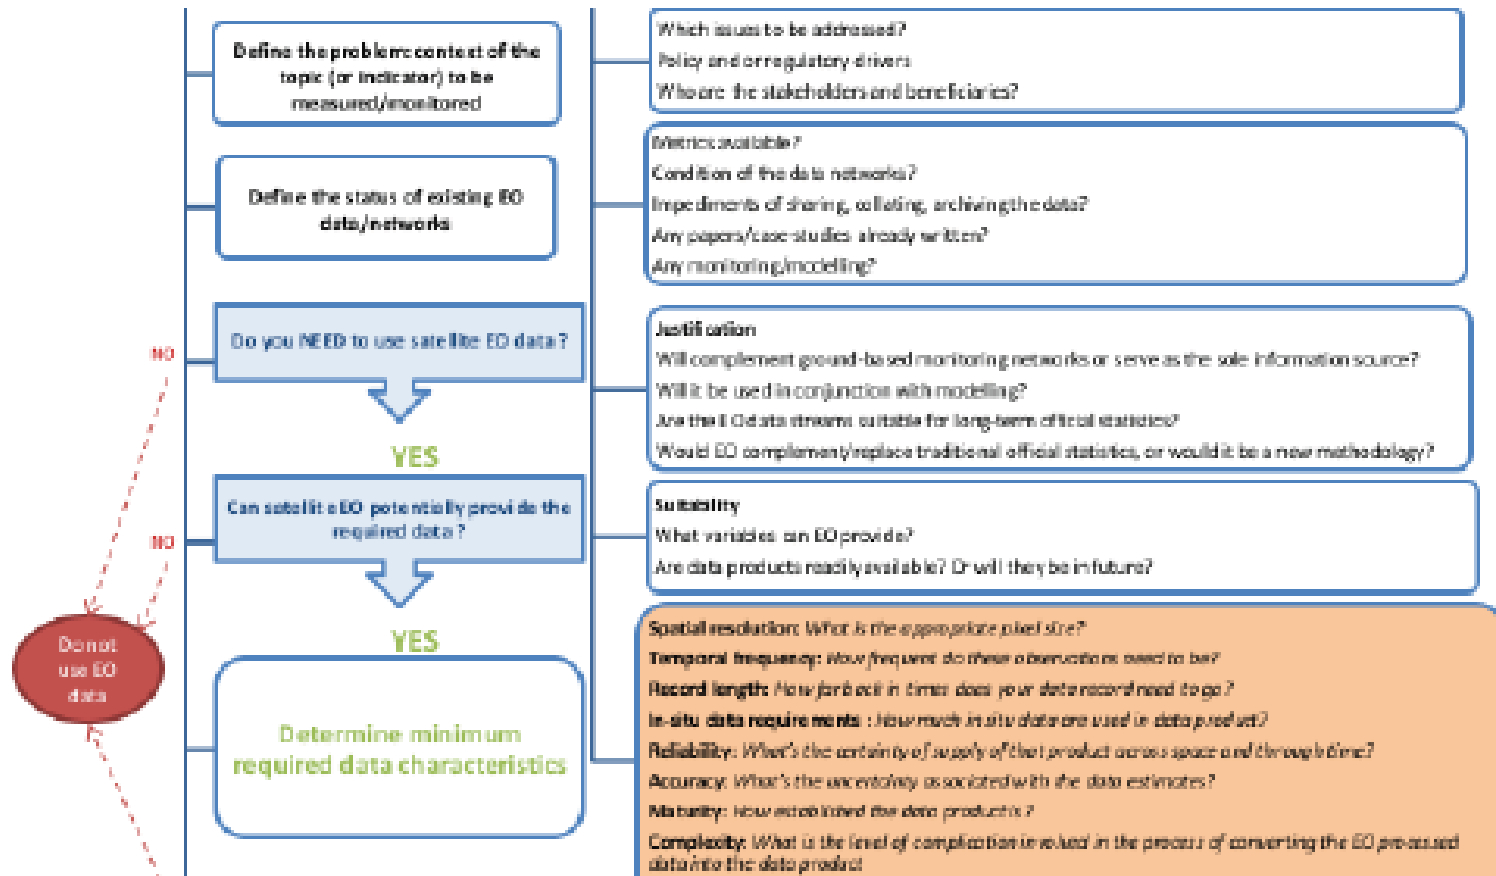 Define the problem: context of the
topic (or indicator) to be
measured/monitored
Which issues to be addressed?
Policy and or regulatory drivers
Who are the stakeholders and beneficiaries?
Define the status of existing EO
data/networks
Metrics available?
Condition of the data networks?
Impediments of sharing, collating, archiving the data?
Any papers/case-studies already written?
Any monitoring/modelling?
NO
Do you NEED to use satellite EO data?
YES
Justification
Will complement ground-based monitoring networks or serve as the sole information source?
Will it be used in conjunction with modelling?
Are the EO data streams suitable for long-term official statistics?
Would EO complement/replace traditional official statistics, or would it be a new methodology?
NO
Can satellite EO potentially provide the
required data?
YES
Suitability
What variables can EO provide?
Are data products readily available? Or will they be in future?
Do not
use EO
data
Determine minimum
required data characteristics
Spatial resolution: What is the appropriate pixel size?
Temporal frequency: How frequent do these observations need to be?
Record length: How far back in times does your data record need to go?
In-situ data requirements : How much in situ data are used in data product?
Reliability: What's the certainty of supply of that product across space and through time?
Accuracy: What's the uncertainty associated with the data estimates?
Maturity: How established the data product is?
Complexity: What is the level of complication involved in the process of converting the EO processed
data into the data product